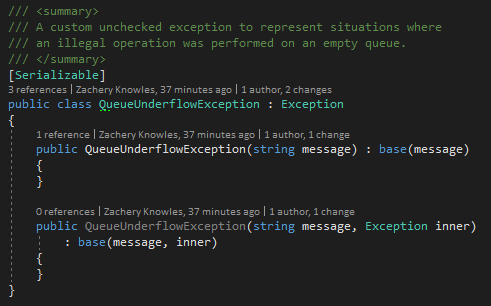 /// <summary>
/// A custom unchecked exception to represent situations where
/// an illegal operation was performed on an empty queue.
/// </summary>
[Serializable]
3 references | Zachery Knowles, 37 minutes ago | 1 author, 2 changes
public class QueueUnderflowException : Exception
{
1 reference | Zachery Knowles, 37 minutes ago | 1 author, 1 change
public QueueUnderflowException(string message) : base(message)
{
}
0 references | Zachery Knowles, 37 minutes ago | 1 author, 1 change
public QueueUnderflowException(string message, Exception inner)
: base(message, inner)
{
}
}